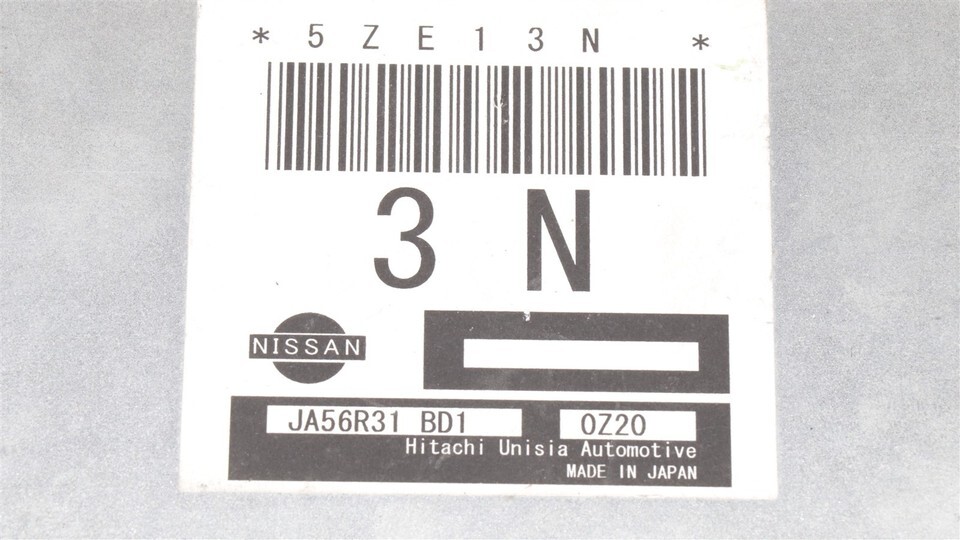 * 5 Z E 1 3 N *
3 N
NISSAN
JA56R31 BD1 0Z20
Hitachi Unisia Automotive
MADE IN JAPAN